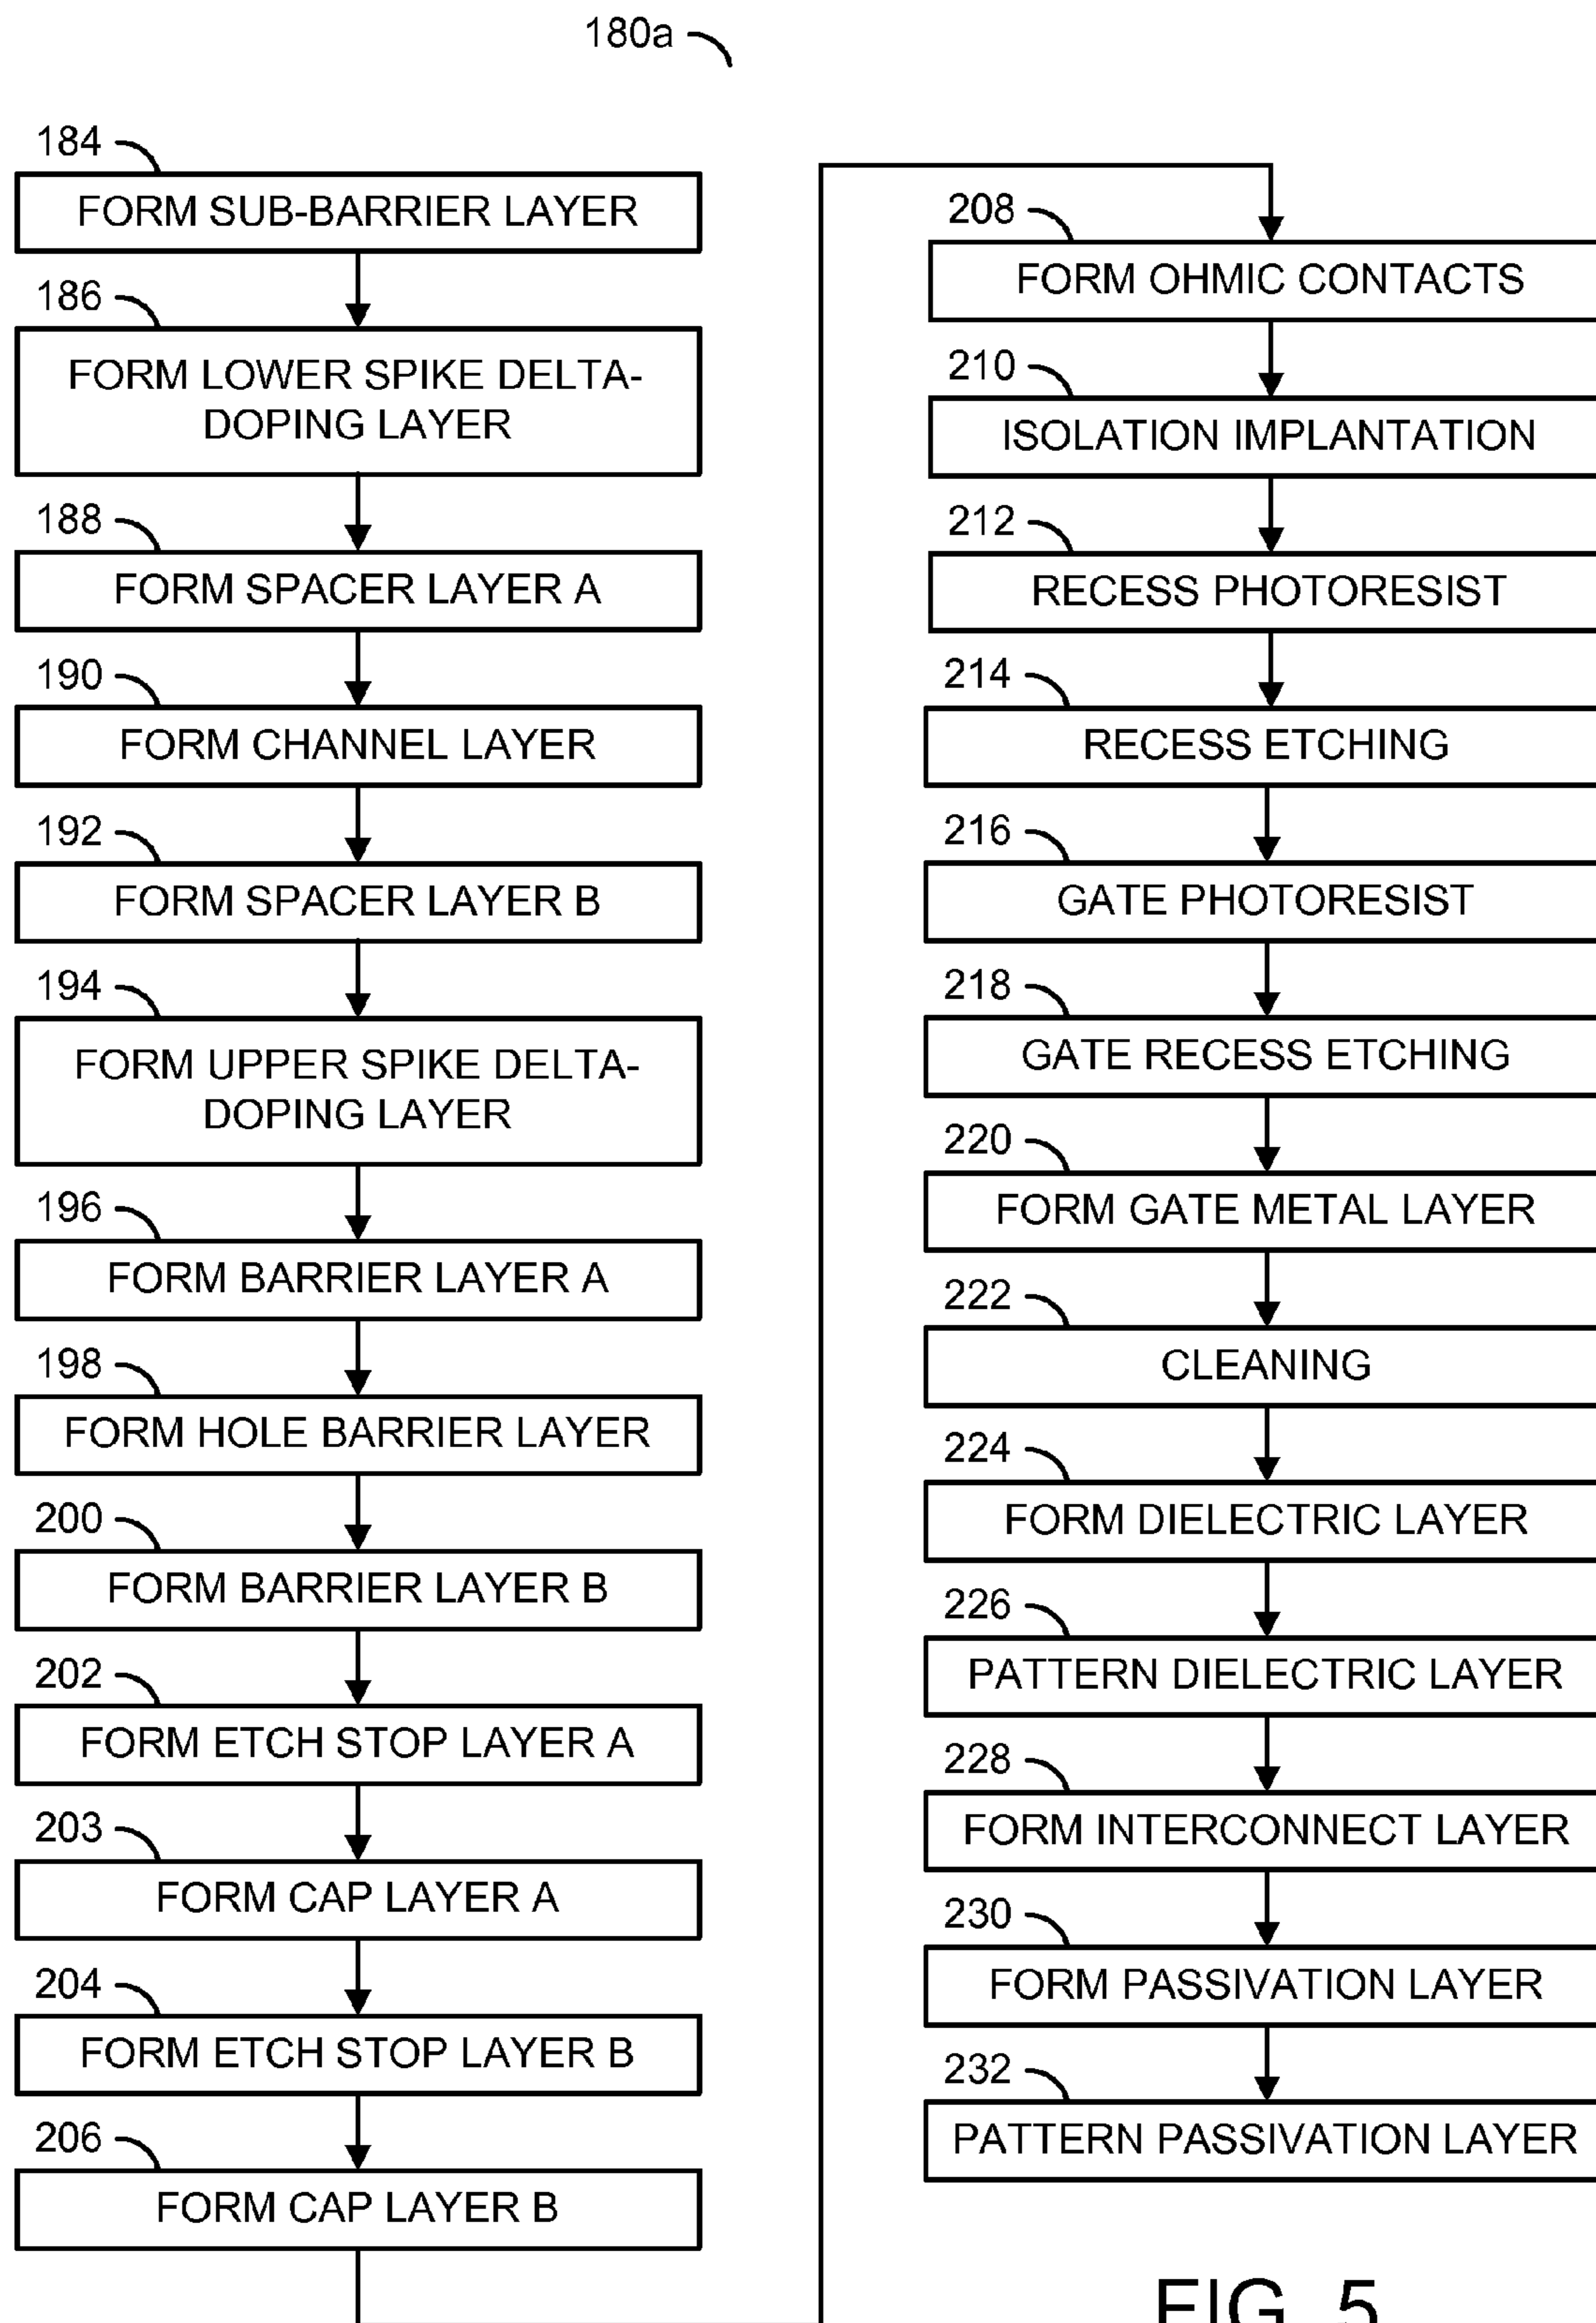 180a
184
FORM SUB-BARRIER LAYER
186
FORM LOWER SPIKE DELTA-
DOPING LAYER
188
FORM SPACER LAYER A
190
FORM CHANNEL LAYER
192
FORM SPACER LAYER B
194
FORM UPPER SPIKE DELTA-
DOPING LAYER
196
FORM BARRIER LAYER A
198
FORM HOLE BARRIER LAYER
200
FORM BARRIER LAYER B
202
FORM ETCH STOP LAYER A
203
FORM CAP LAYER A
204
FORM ETCH STOP LAYER B
206
FORM CAP LAYER B
208
FORM OHMIC CONTACTS
210
ISOLATION IMPLANTATION
212
RECESS PHOTORESIST
214
RECESS ETCHING
216
GATE PHOTORESIST
218
GATE RECESS ETCHING
220
FORM GATE METAL LAYER
222
CLEANING
224
FORM DIELECTRIC LAYER
226
PATTERN DIELECTRIC LAYER
228
FORM INTERCONNECT LAYER
230
FORM PASSIVATION LAYER
232
PATTERN PASSIVATION LAYER
FIG. 5